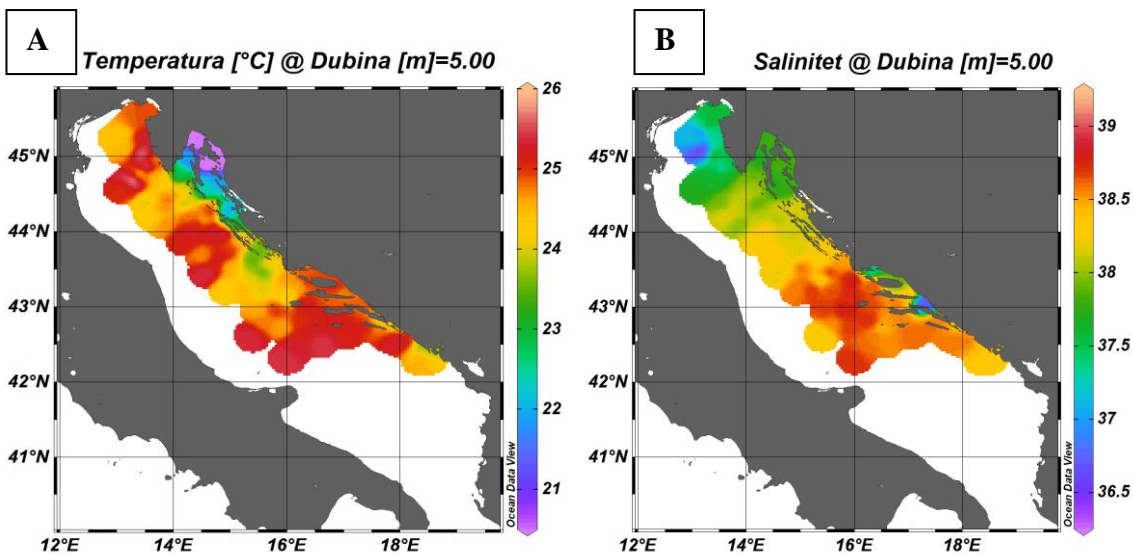 A
Temperatura [°C] @ Dubina [m]=5.00
26
25
24
23
22
21
45°N
44°N
43°N
42°N
41°N
12°E
14°E
16°E
18°E
Ocean Data View
B
Salinitet @ Dubina [m]=5.00
39
38.5
38
37.5
37
36.5
45°N
44°N
43°N
42°N
41°N
12°E
14°E
16°E
18°E
Ocean Data View